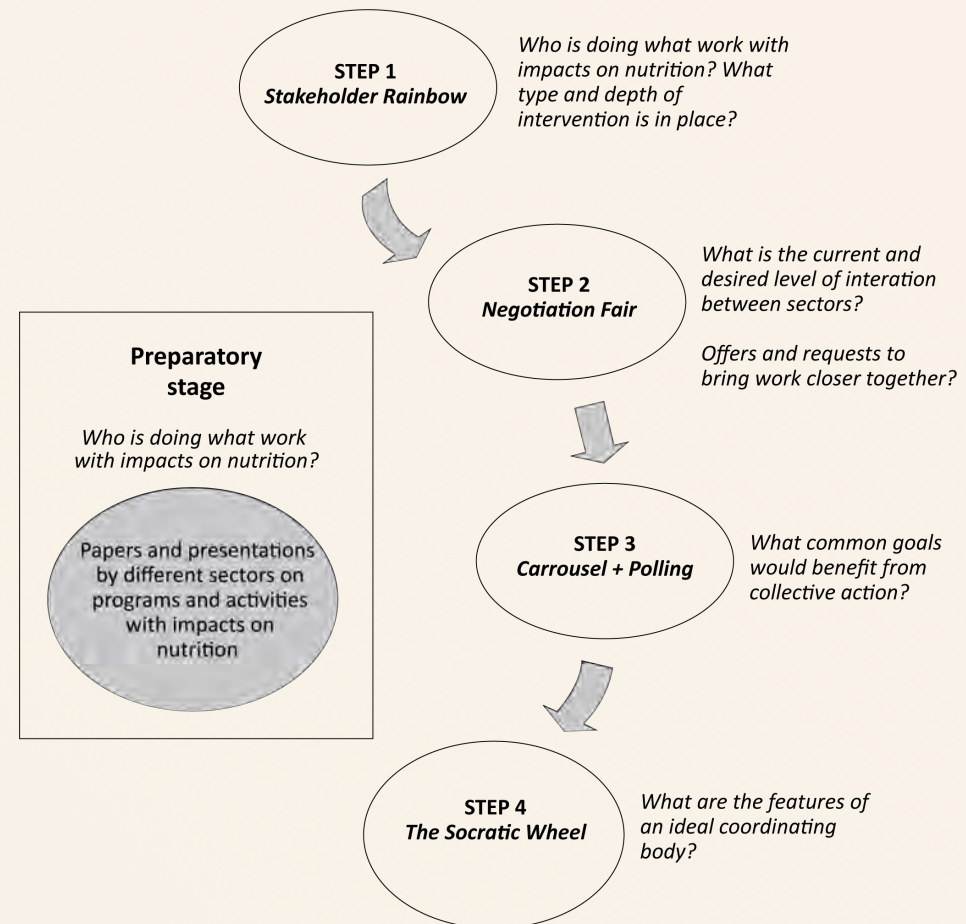 STEP 1
Stakeholder Rainbow
Who is doing what work with
impacts on nutrition? What
type and depth of
intervention is in place?
STEP 2
Negotiation Fair
What is the current and
desired level of interation
between sectors?
Offers and requests to
bring work closer together?
Preparatory
stage
Who is doing what work
with impacts on nutrition?
Papers and presentations
by different sectors on
programs and activities
with impacts on
nutrition
STEP 3
Carrousel + Polling
What common goals
would benefit from
collective action?
STEP 4
The Socratic Wheel
What are the features of
an ideal coordinating
body?